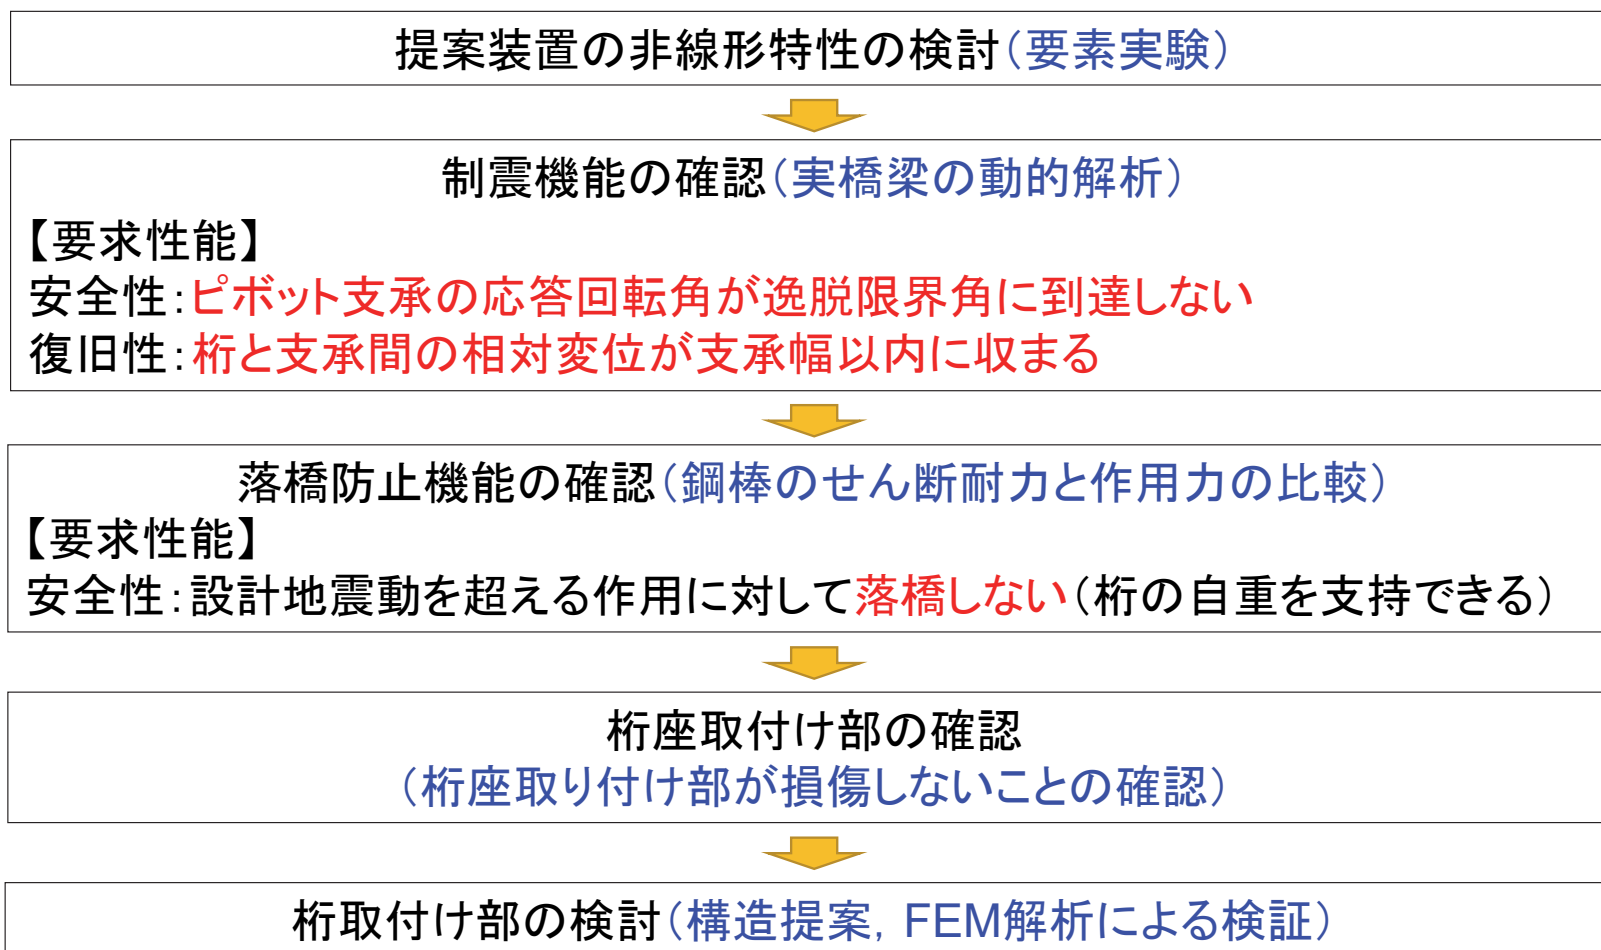 提案装置の非線形特性の検討（要素実験）
制震機能の確認（実橋梁の動的解析）
【要求性能】
安全性：ピボット支承の応答回転角が逸脱限界角に到達しない
復旧性：桁と支承間の相対変位が支承幅以内に収まる
落橋防止機能の確認（鋼棒のせん断耐力と作用力の比較）
【要求性能】
安全性：設計地震動を超える作用に対して落橋しない（桁の自重を支持できる）
桁座取付け部の確認
（桁座取り付け部が損傷しないことの確認）
桁取付け部の検討（構造提案，FEM解析による検証）